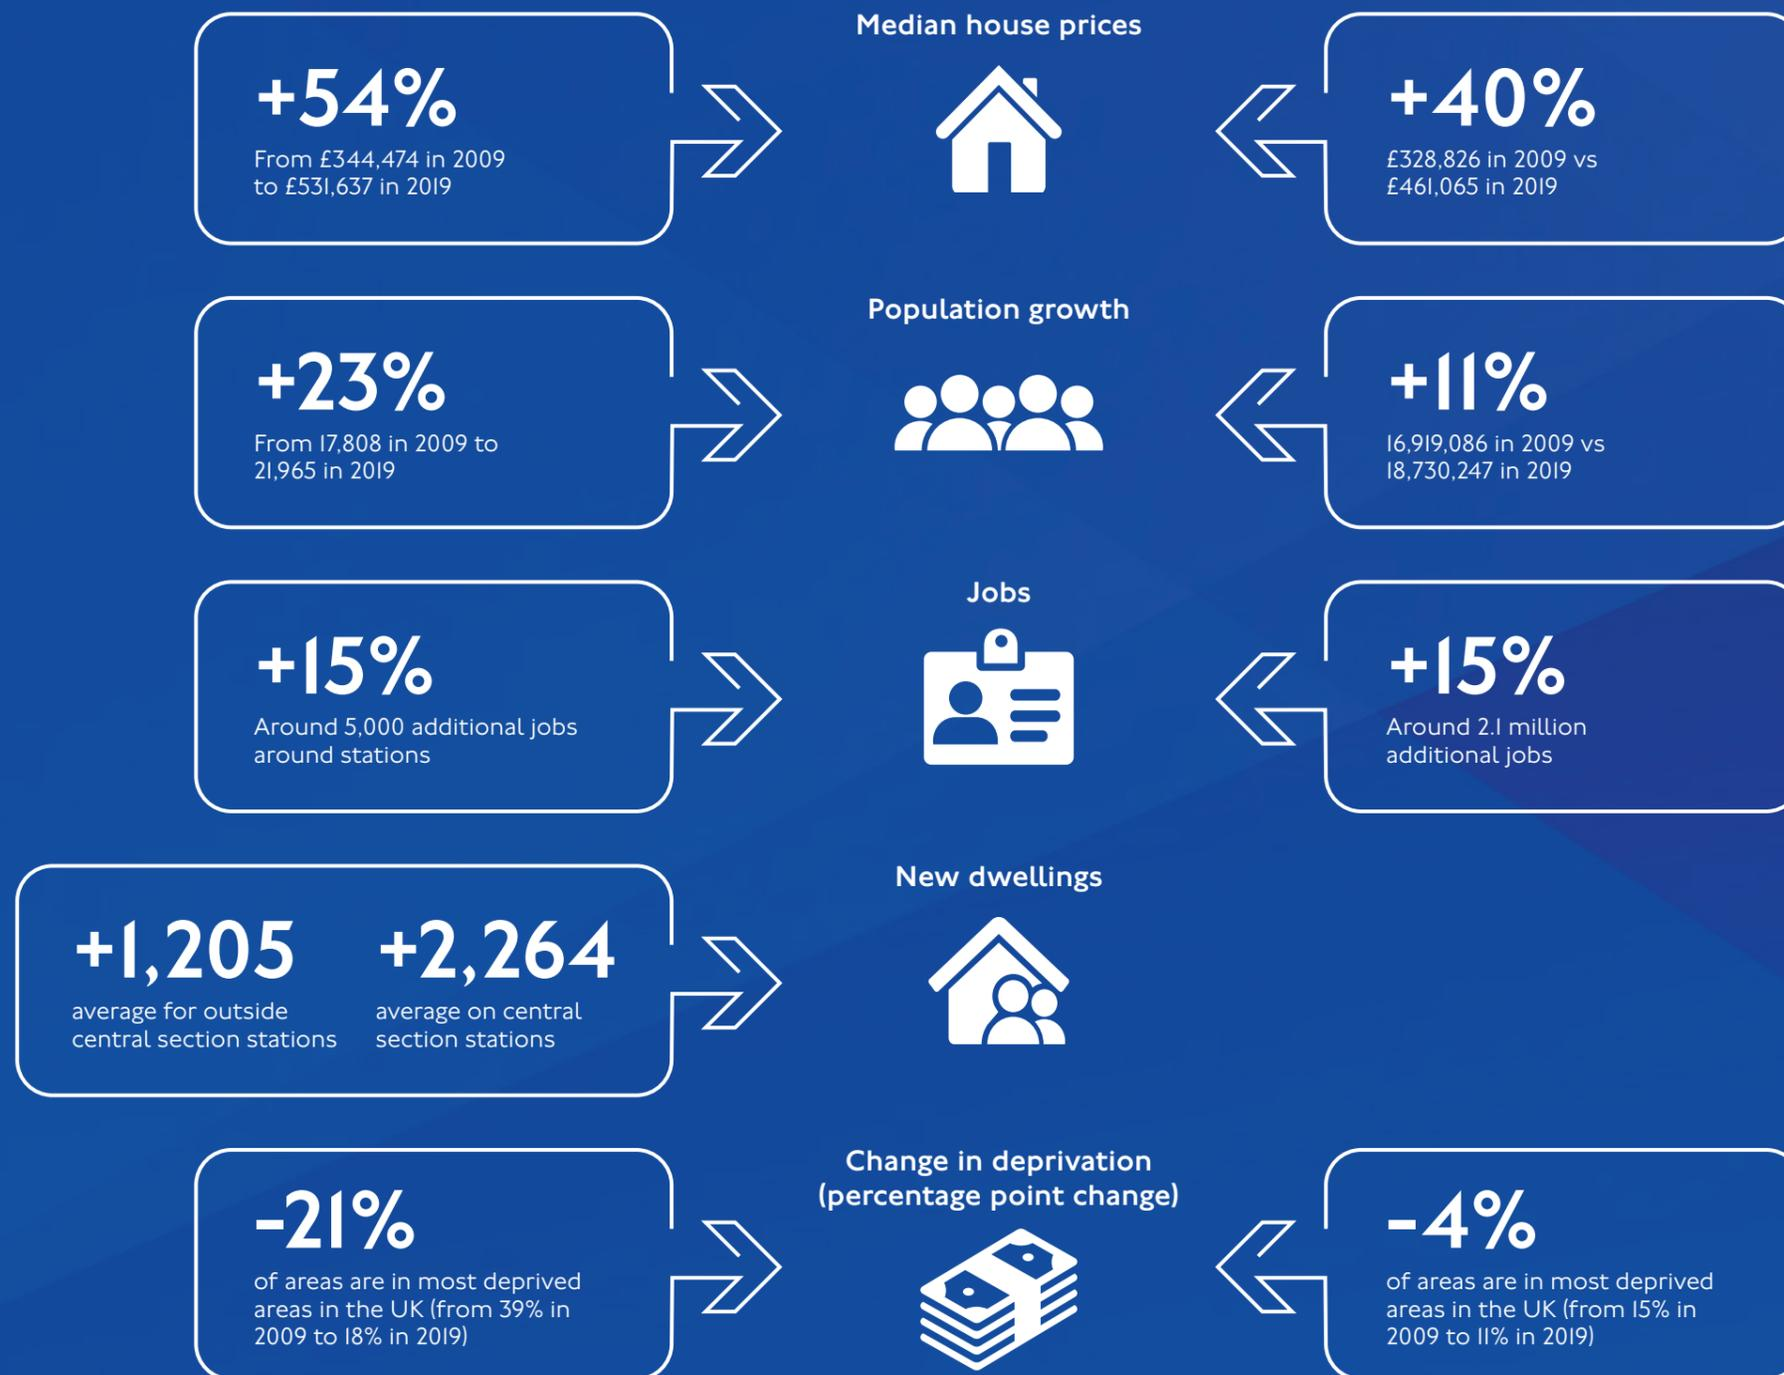 Median house prices
+54%
From £344,474 in 2009
to £531,637 in 2019
+40%
£328,826 in 2009 vs
£461,065 in 2019
Population growth
+23%
From 17,808 in 2009 to
21,965 in 2019
+11%
16,919,086 in 2009 vs
18,730,247 in 2019
Jobs
+15%
Around 5,000 additional jobs
around stations
+15%
Around 2.1 million
additional jobs
New dwellings
+1,205
average for outside
central section stations
+2,264
average on central
section stations
Change in deprivation
(percentage point change)
-21%
of areas are in most deprived
areas in the UK (from 39% in
2009 to 18% in 2019)
-4%
of areas are in most deprived
areas in the UK (from 15% in
2009 to 11% in 2019)